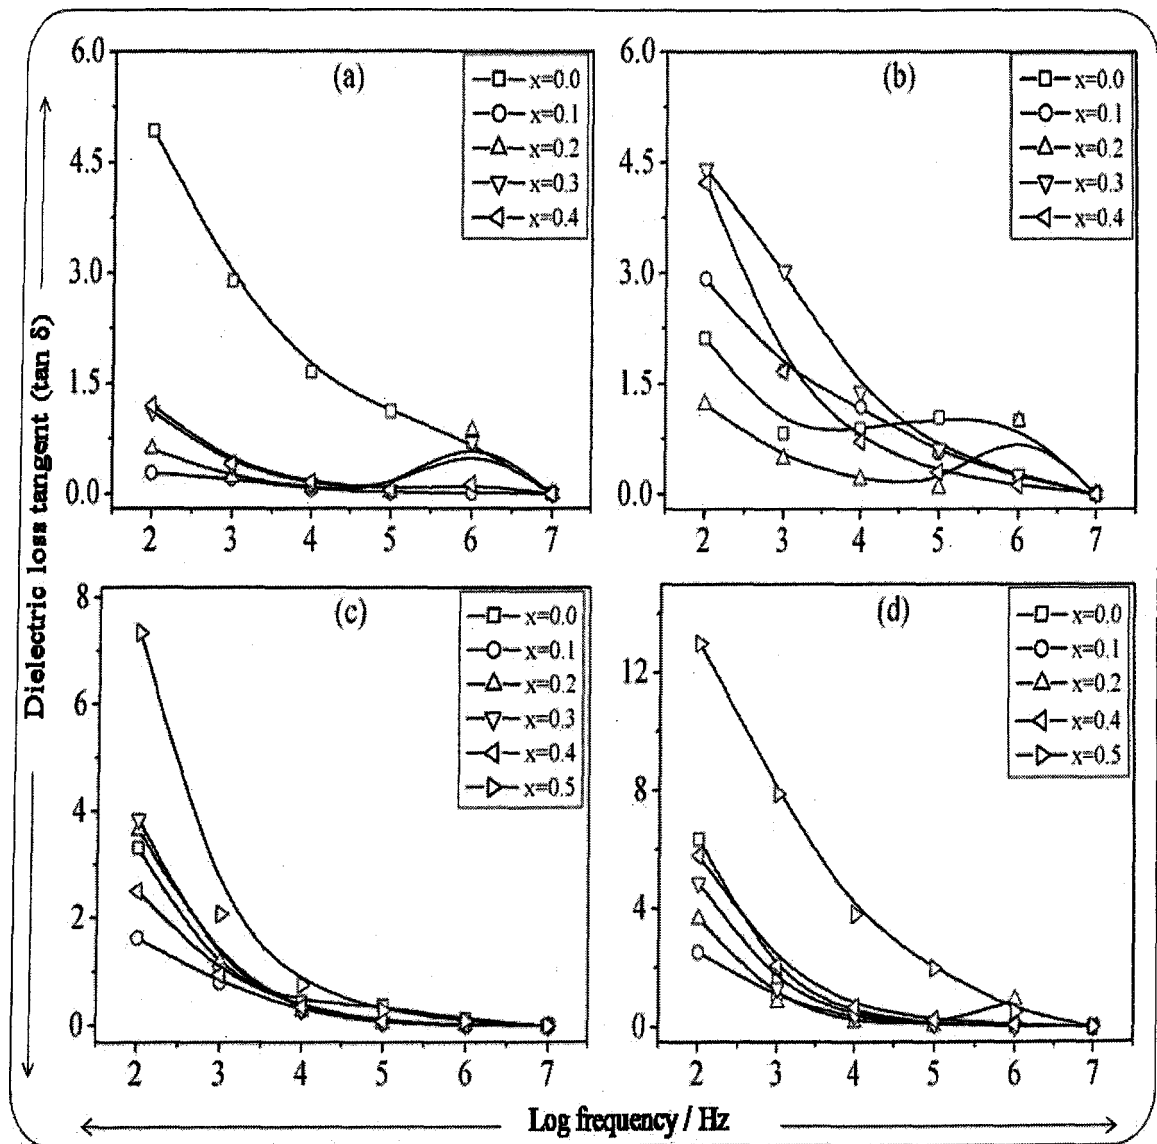 Dielectric loss tangent (tan δ)
6.0
4.5
3.0
1.5
0.0
2 3 4 5 6 7
(a)
x=0.0
x=0.1
x=0.2
x=0.3
x=0.4
6.0
4.5
3.0
1.5
0.0
2 3 4 5 6 7
(b)
x=0.0
x=0.1
x=0.2
x=0.3
x=0.4
8
6
4
2
0
2 3 4 5 6 7
(c)
x=0.0
x=0.1
x=0.2
x=0.3
x=0.4
x=0.5
12
8
4
0
2 3 4 5 6 7
(d)
x=0.0
x=0.1
x=0.2
x=0.4
x=0.5
Log frequency / Hz